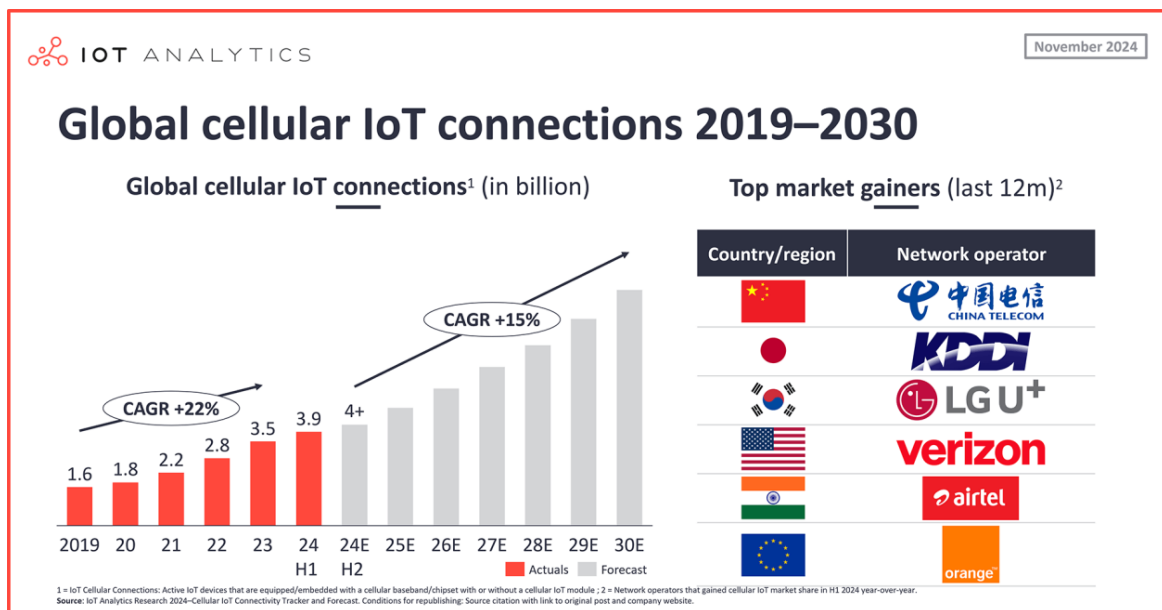 IOT ANALYTICS
November 2024
Global cellular IoT connections 2019–2030
Global cellular IoT connections¹ (in billion)
CAGR +22%
CAGR +15%
1.6
1.8
2.2
2.8
3.5
3.9
4+
2019 20 21 22 23 24 24E 25E 26E 27E 28E 29E 30E
H1 H2
Actuals Forecast
Top market gainers (last 12m)²
Country/region Network operator
中国电信
CHINA TELECOM
KDDI
LG U+
verizon
airtel
orange™
1 = IoT Cellular Connections: Active IoT devices that are equipped/embedded with a cellular baseband/chipset with or without a cellular IoT module ; 2 = Network operators that gained cellular IoT market share in H1 2024 year-over-year.
Source: IoT Analytics Research 2024–Cellular IoT Connectivity Tracker and Forecast. Conditions for republishing: Source citation with link to original post and company website.